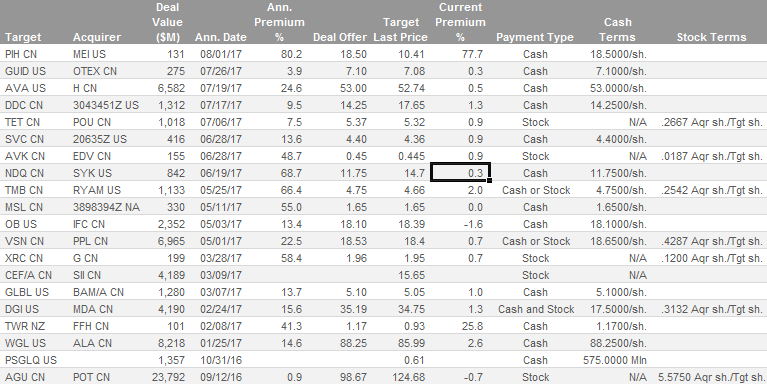 Deal Ann. Current
Value Premium Target Premium Cash
Target Acquirer ($M) Ann. Date % Deal Offer Last Price % Payment Type Terms Stock Terms
PIH CN MEI US 131 08/01/17 80.2 18.50 10.41 77.7 Cash 18.5000/sh.
GUID US OTEX CN 275 07/26/17 3.9 7.10 7.08 0.3 Cash 7.1000/sh.
AVA US H CN 6,582 07/19/17 24.6 53.00 52.74 0.5 Cash 53.0000/sh.
DDC CN 3043451Z US 1,312 07/17/17 9.5 14.25 17.65 1.3 Cash 14.2500/sh.
TET CN POU CN 1,018 07/06/17 7.5 5.37 5.32 0.9 Stock N/A .2667 Aqr sh./Tgt sh.
SVC CN 20635Z US 416 06/28/17 13.6 4.40 4.36 0.9 Cash 4.4000/sh.
AVK CN EDV CN 155 06/28/17 48.7 0.45 0.445 0.9 Stock N/A .0187 Aqr sh./Tgt sh.
NDQ CN SYK US 842 06/19/17 68.7 11.75 14.7 0.3 Cash 11.7500/sh.
TMB CN RYAM US 1,133 05/25/17 66.4 4.75 4.66 2.0 Cash or Stock 4.7500/sh. .2542 Aqr sh./Tgt sh.
MSL CN 3898394Z NA 330 05/11/17 55.0 1.65 1.65 0.0 Cash 1.6500/sh.
OB US IFC CN 2,352 05/03/17 13.4 18.10 18.39 -1.6 Cash 18.1000/sh.
VSN CN PPL CN 6,965 05/01/17 22.5 18.53 18.4 0.7 Cash or Stock 18.6500/sh. .4287 Aqr sh./Tgt sh.
XRC CN G CN 199 03/28/17 58.4 1.96 1.95 0.7 Stock N/A .1200 Aqr sh./Tgt sh.
CEF/A CN SII CN 4,189 03/09/17 15.65 Stock N/A
GLBL US BAM/A CN 1,280 03/07/17 13.7 5.10 5.05 1.0 Cash 5.1000/sh.
DGI US MDA CN 4,190 02/24/17 15.6 35.19 34.75 1.3 Cash and Stock 17.5000/sh. .3132 Aqr sh./Tgt sh.
TWR NZ FFH CN 101 02/08/17 41.3 1.17 0.93 25.8 Cash 1.1700/sh.
WGL US ALA CN 8,218 01/25/17 14.6 88.25 85.99 2.6 Cash 88.2500/sh.
PSGLQ US 1,357 10/31/16 0.61 Cash 575.0000 Mln
AGU CN POT CN 23,792 09/12/16 0.9 98.67 124.68 -0.7 Stock N/A 5.5750 Aqr sh./Tgt sh.